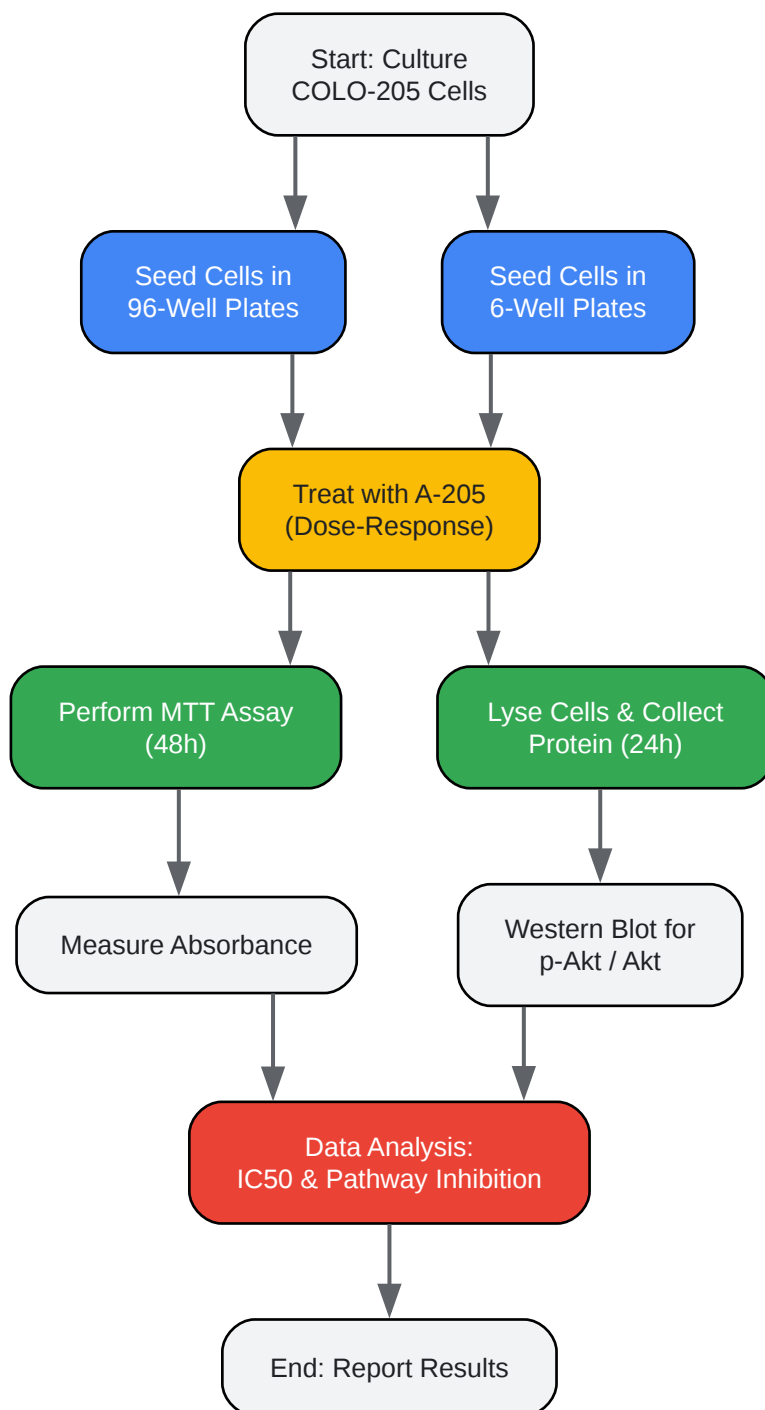 Start: Culture
COLO-205 Cells
Seed Cells in
96-Well Plates
Seed Cells in
6-Well Plates
Treat with A-205
(Dose-Response)
Perform MTT Assay
(48h)
Lyse Cells & Collect
Protein (24h)
Measure Absorbance
Western Blot for
p-Akt / Akt
Data Analysis:
IC50 & Pathway Inhibition
End: Report Results